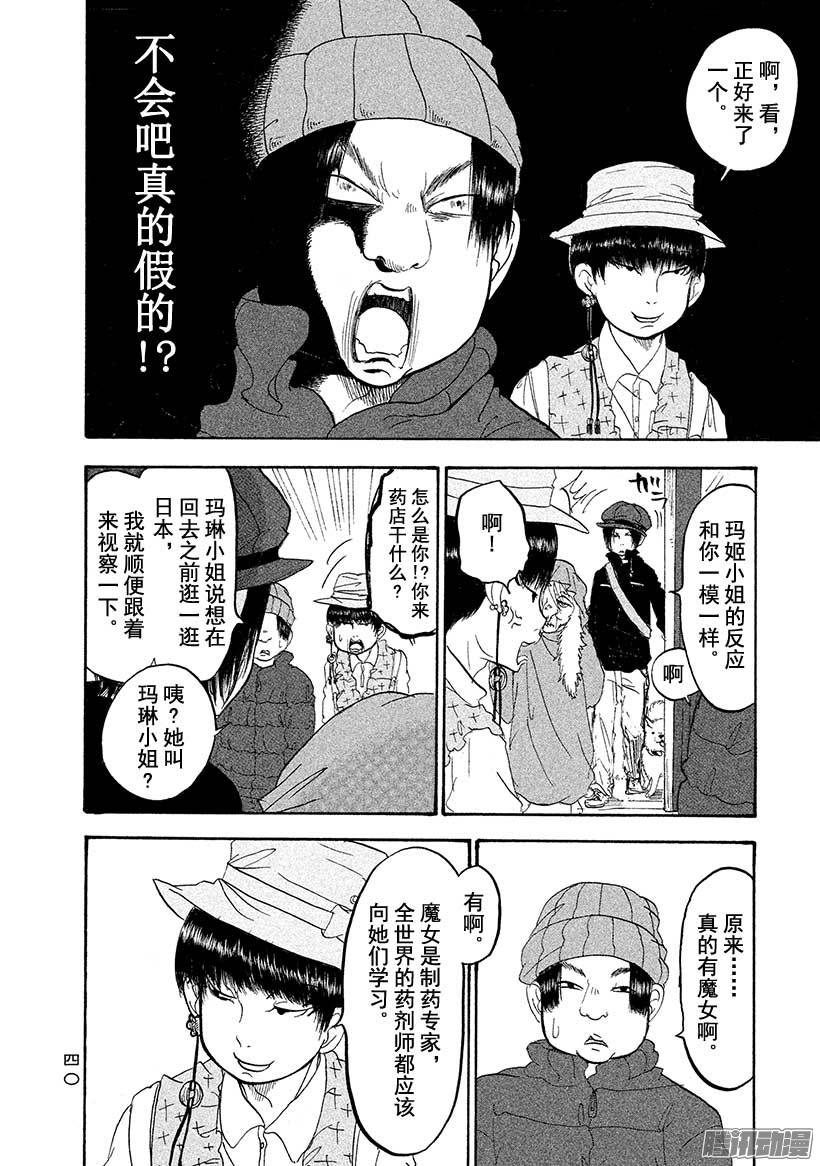 啊，看，
正好来了
一个。
不会吧真的假的!?
玛姬小姐的反应
和你一模一样。
ガラ
啊
啊！
怎么是你!?你来
药店干什么？
玛琳小姐说想在
回去之前逛一逛
日本，
我就顺便跟着
来视察一下。
咦？她叫
玛琳小姐？
原来……
真的有魔女啊。
有啊。
魔女是制药专家，
全世界的药剂师都应该
向她们学习。
四〇
腾讯动漫